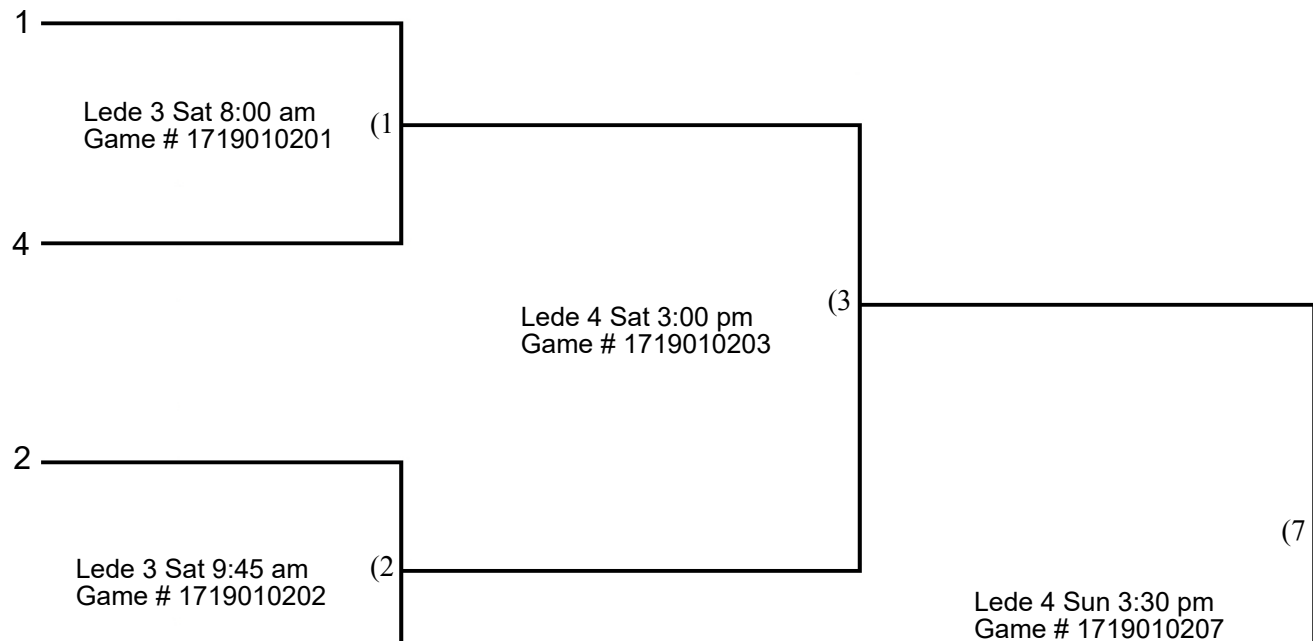 1
Lede 3 Sat 8:00 am
Game # 1719010201
(1
4
(3
Lede 4 Sat 3:00 pm
Game # 1719010203
2
(7
Lede 3 Sat 9:45 am
Game # 1719010202
(2
Lede 4 Sun 3:30 pm
Game # 1719010207